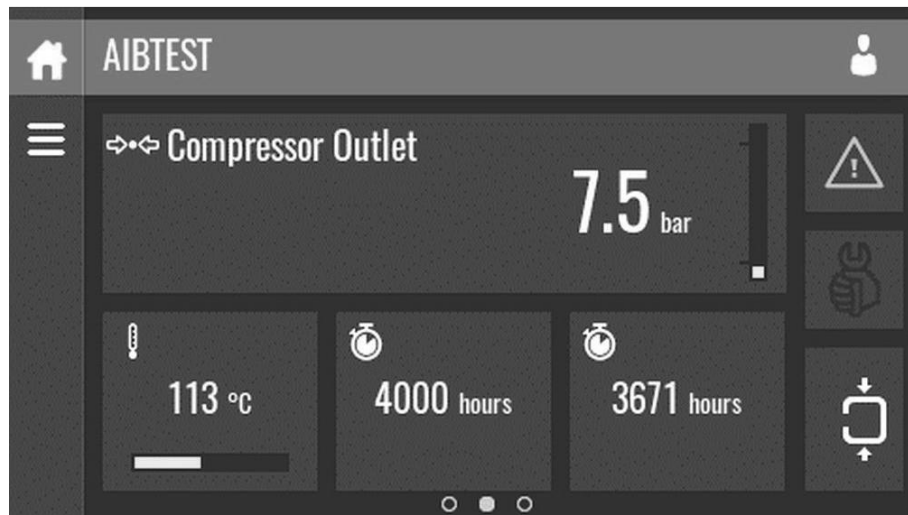 AIBTEST
Compressor Outlet
7.5 bar
113 °C
4000 hours
3671 hours